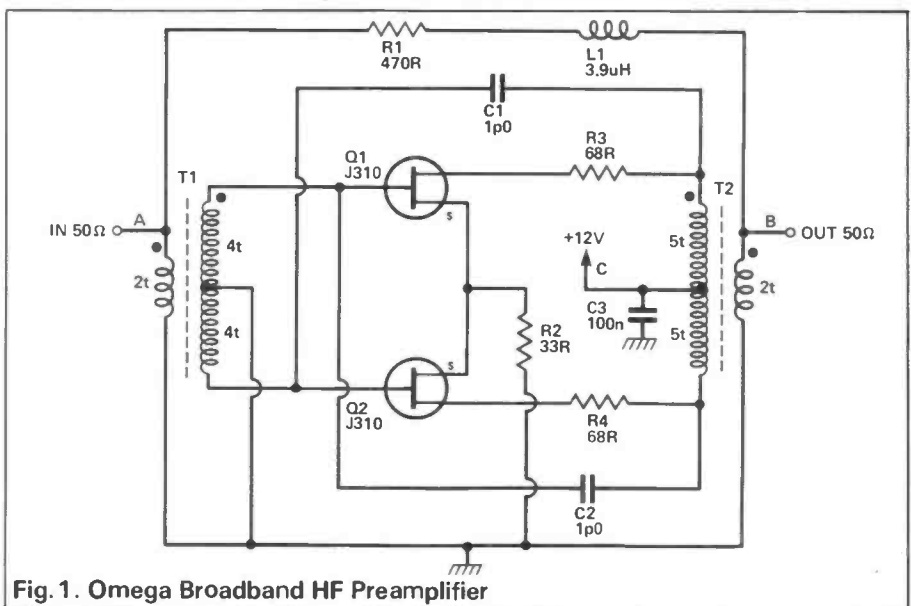 R1
470R
L1
3.9uH
C1
1p0
R3
68R
Q1
J310
T1
T2
s
A
IN 50Ω
4t
5t
B
OUT 50Ω
+12V
C
2t
2t
C3
100n
4t
5t
R2
33R
s
Q2
J310
R4
68R
C2
1p0
Fig.1. Omega Broadband HF Preamplifier